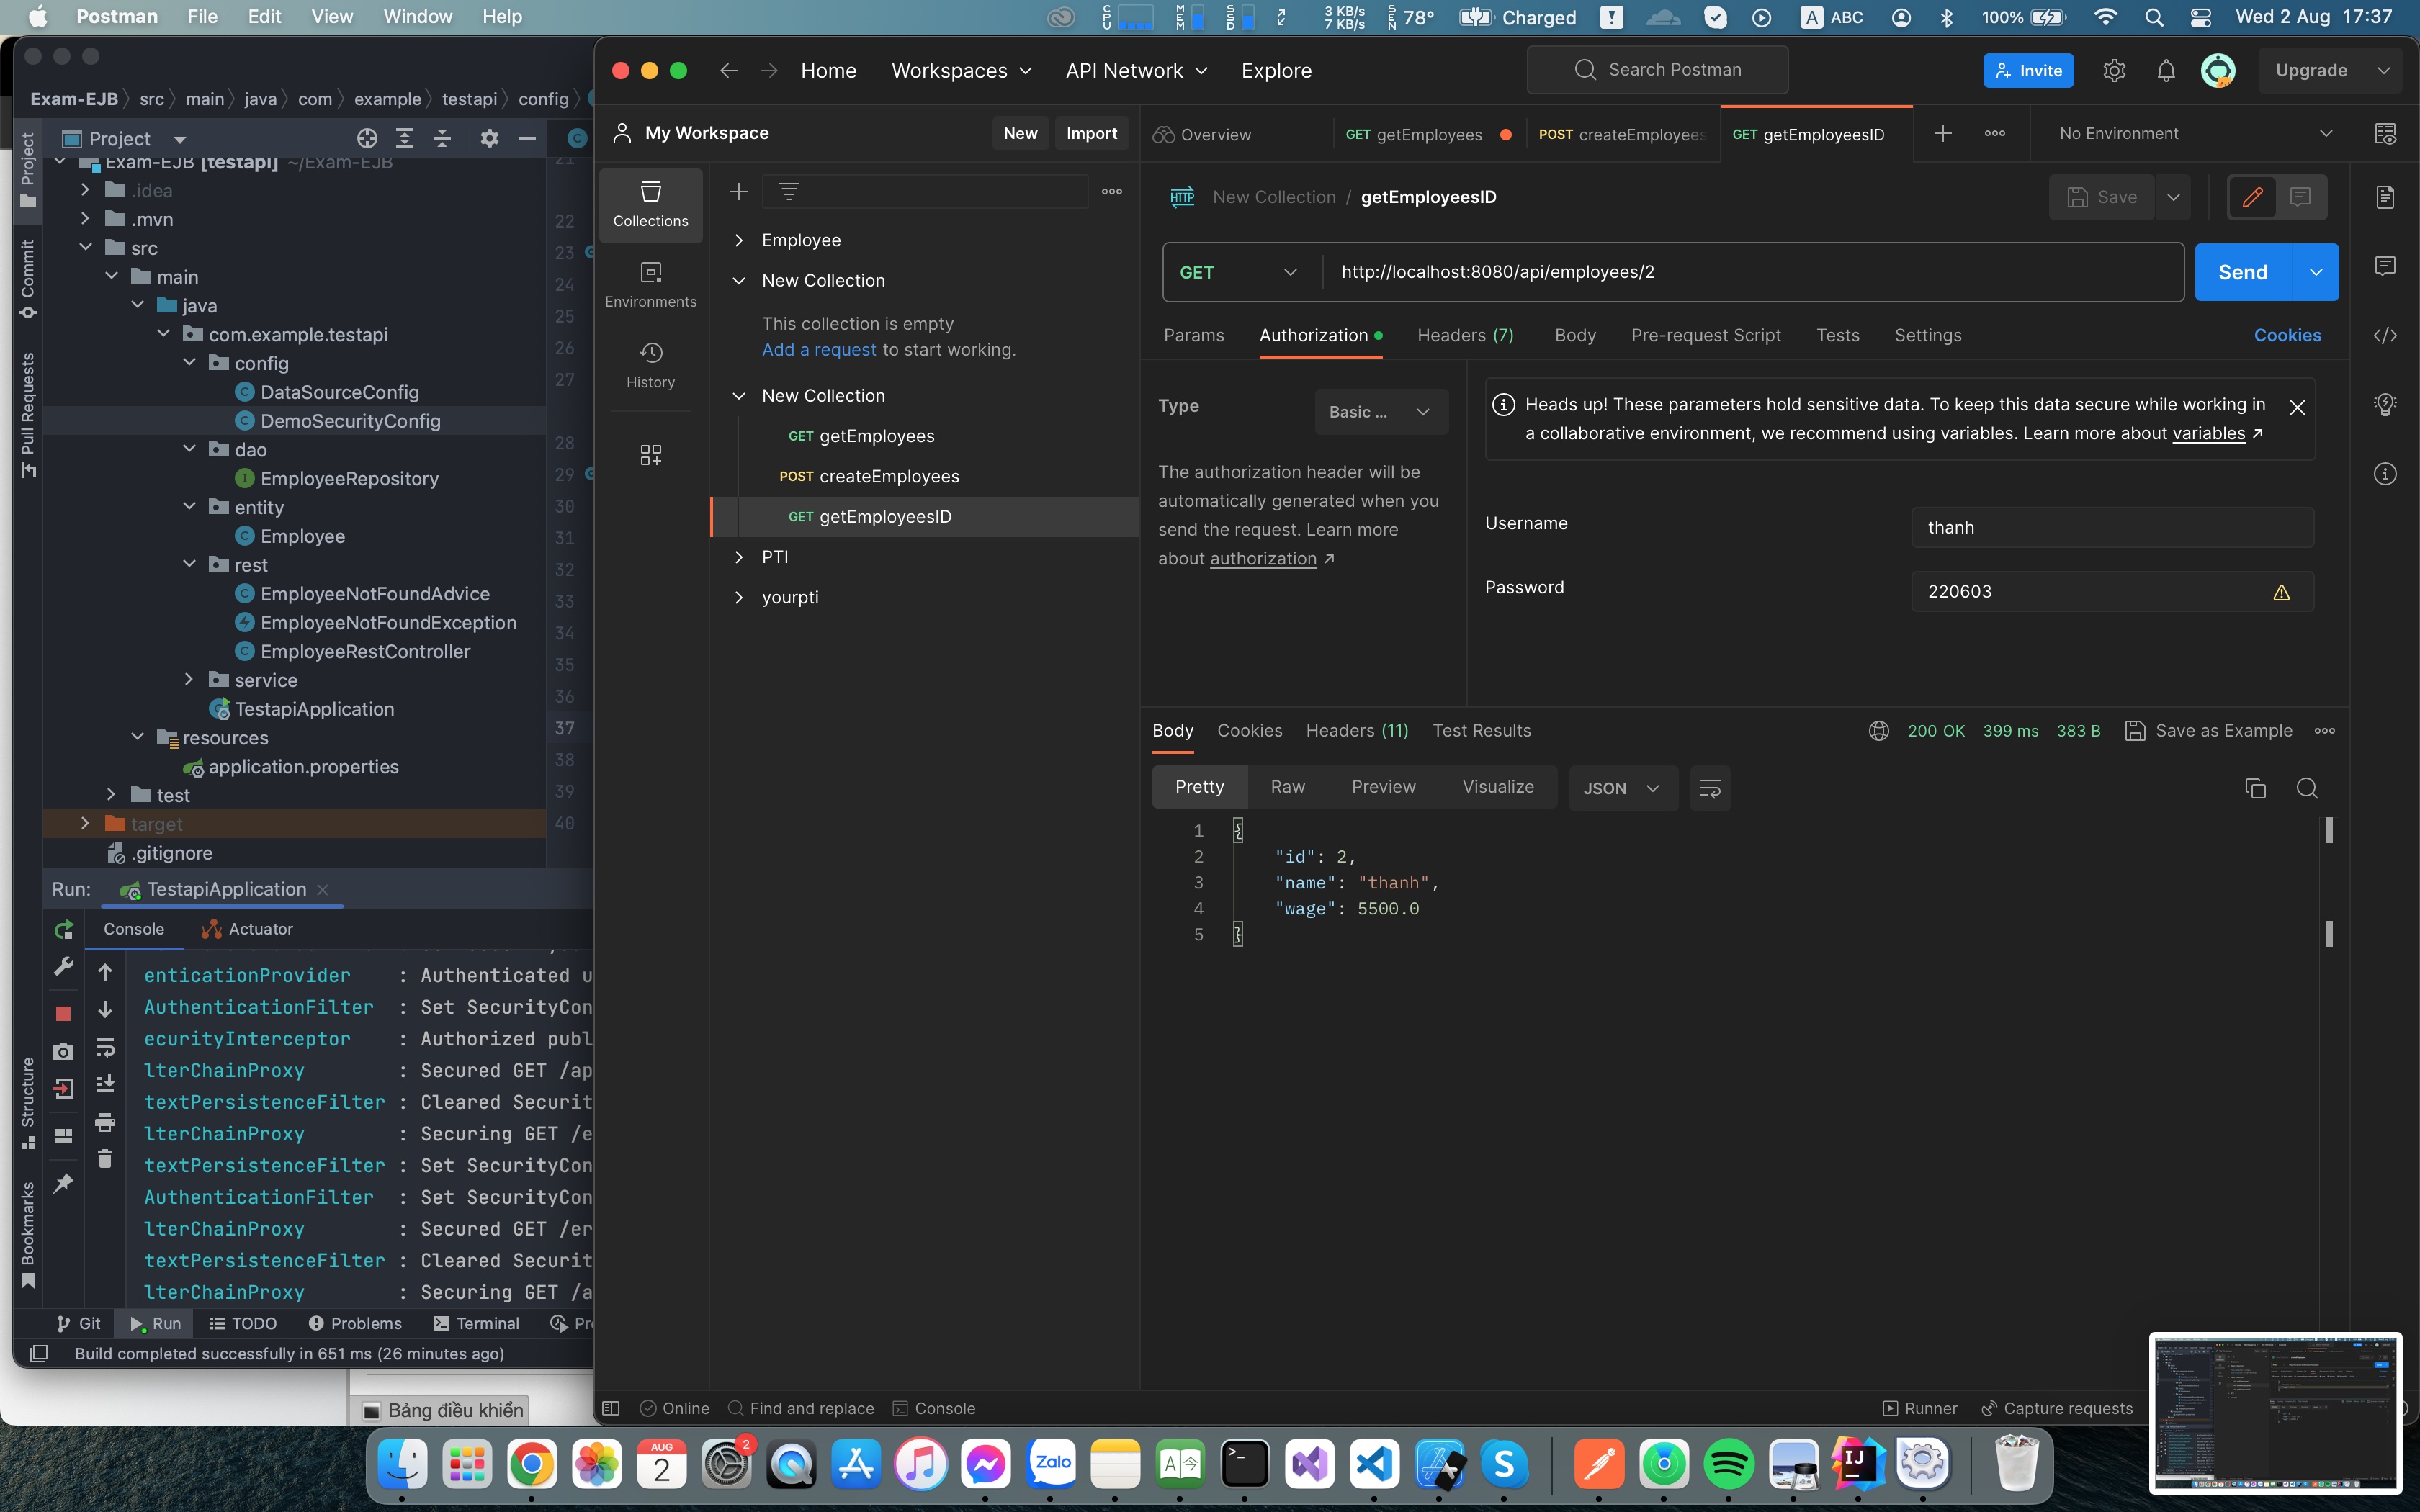 Postman File Edit View Window Help
CPU MEM SSD 3 KB/s 7 KB/s SEN 78° Charged A ABC 100% Wed 2 Aug 17:37
Exam-EJB src main java com example testapi config
Project
Exam-EJB [testapi] ~/Exam-EJB
.idea
.mvn
src
main
java
com.example.testapi
config
DataSourceConfig
DemoSecurityConfig
dao
EmployeeRepository
entity
Employee
rest
EmployeeNotFoundAdvice
EmployeeNotFoundException
EmployeeRestController
service
TestapiApplication
resources
application.properties
test
target
.gitignore
Project
Commit
Pull Requests
Structure
Bookmarks
21
22
23
24
25
26
27
28
29
30
31
32
33
34
35
36
37
38
39
40
Run: TestapiApplication
Console Actuator
enticationProvider : Authenticated u
AuthenticationFilter : Set SecurityCon
ecurityInterceptor : Authorized publ
lterChainProxy : Secured GET /ap
textPersistenceFilter : Cleared Securit
lterChainProxy : Securing GET /e
textPersistenceFilter : Set SecurityCon
AuthenticationFilter : Set SecurityCon
lterChainProxy : Secured GET /er
textPersistenceFilter : Cleared Securit
lterChainProxy : Securing GET /a
Git Run TODO Problems Terminal Pr
Build completed successfully in 651 ms (26 minutes ago)
Bảng điều khiển
Home Workspaces API Network Explore
Search Postman
Invite
Upgrade
My Workspace
New Import
Overview
GET getEmployees
POST createEmployees
GET getEmployeesID
No Environment
Collections
Environments
History
Employee
New Collection
This collection is empty
Add a request to start working.
New Collection
GET getEmployees
POST createEmployees
GET getEmployeesID
PTI
yourpti
HTTP New Collection / getEmployeesID
Save
GET http://localhost:8080/api/employees/2
Send
Params Authorization Headers (7) Body Pre-request Script Tests Settings Cookies
Type Basic ...
The authorization header will be
automatically generated when you
send the request. Learn more
about authorization ↗
Heads up! These parameters hold sensitive data. To keep this data secure while working in
a collaborative environment, we recommend using variables. Learn more about variables ↗
Username thanh
Password 220603
Body Cookies Headers (11) Test Results
200 OK 399 ms 383 B Save as Example
Pretty Raw Preview Visualize JSON
1 {
2 "id": 2,
3 "name": "thanh",
4 "wage": 5500.0
5 }
Online Find and replace Console Runner Capture requests
AUG
2
2
Zalo
IJ